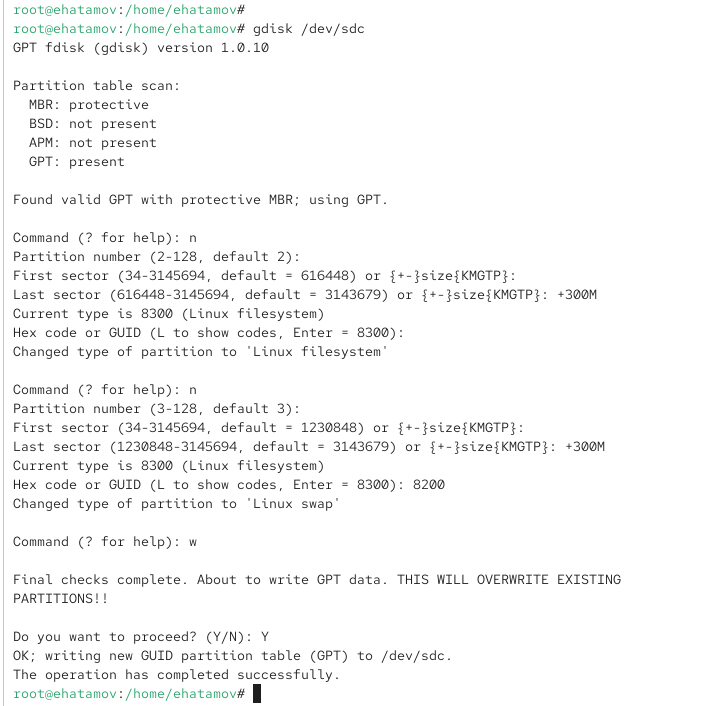 root@ehatamov:/home/ehatamov#
root@ehatamov:/home/ehatamov# gdisk /dev/sdc
GPT fdisk (gdisk) version 1.0.10
Partition table scan:
MBR: protective
BSD: not present
APM: not present
GPT: present
Found valid GPT with protective MBR; using GPT.
Command (? for help): n
Partition number (2-128, default 2):
First sector (34-3145694, default = 616448) or {+-}size{KMGTP}:
Last sector (616448-3145694, default = 3143679) or {+-}size{KMGTP}: +300M
Current type is 8300 (Linux filesystem)
Hex code or GUID (L to show codes, Enter = 8300):
Changed type of partition to 'Linux filesystem'
Command (? for help): n
Partition number (3-128, default 3):
First sector (34-3145694, default = 1230848) or {+-}size{KMGTP}:
Last sector (1230848-3145694, default = 3143679) or {+-}size{KMGTP}: +300M
Current type is 8300 (Linux filesystem)
Hex code or GUID (L to show codes, Enter = 8300): 8200
Changed type of partition to 'Linux swap'
Command (? for help): w
Final checks complete. About to write GPT data. THIS WILL OVERWRITE EXISTING
PARTITIONS!!
Do you want to proceed? (Y/N): Y
OK; writing new GUID partition table (GPT) to /dev/sdc.
The operation has completed successfully.
root@ehatamov:/home/ehatamov#